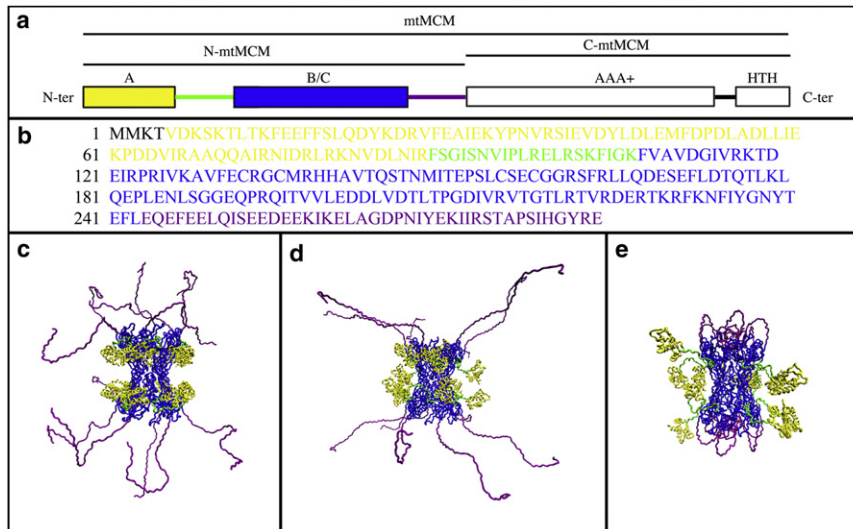 a
mtMCM
N-mtMCM
C-mtMCM
A
B/C
AAA+
HTH
N-ter
C-ter
b
1 MMKTVDKSKTLTKFEEFFSLQDYKDRVFEAIEKYPNVRSIEVDYLDLEMFDPDLADLLIE
61 KPDDVIRAAQQAIRNIDRLRKNVDLNIRFSGISNVIPLRELRSKFIGKFVAVDGIVRKTD
121 EIRPRIVKAVFECRGCMRHHAVTQSTNMITEPSLCSECGGRSFRLLQDESEFLDTQTLKL
181 QEPLENLSGGEQPRQITVVLEDDLVDTLTPGDIVRVTGTLRTVRDERTKRFKNFIYGNYT
241 EFLEQEFEELQISEEDEEKIKELAGDPNIYEKIIRSTAPSIHGYRE
c
d
e